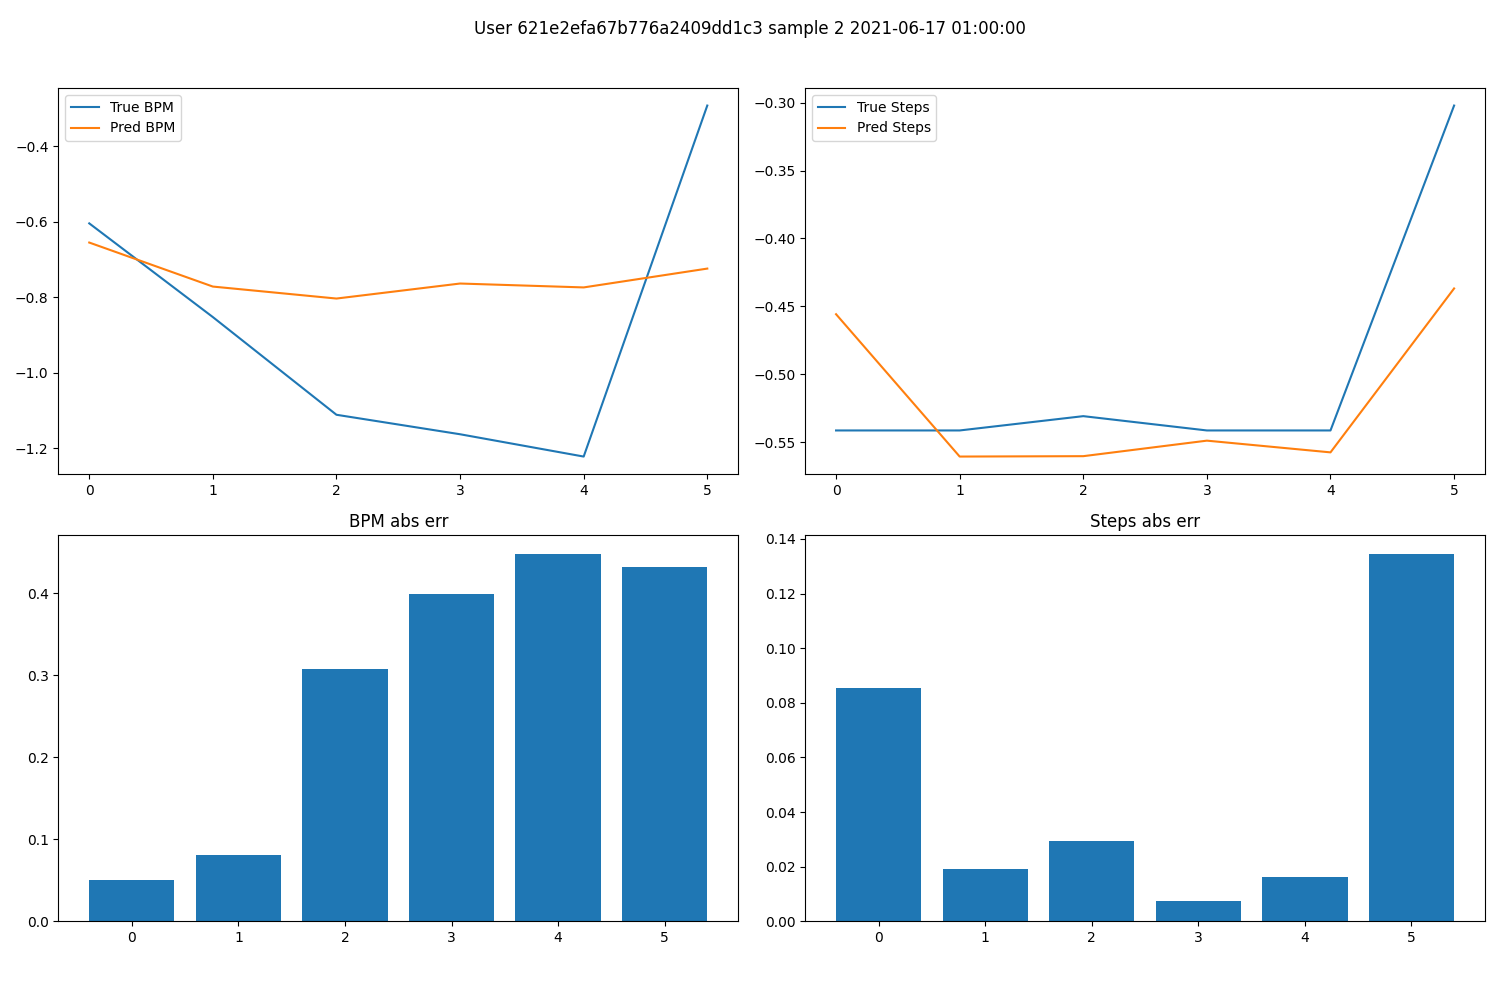 User 621e2efa67b776a2409dd1c3 sample 2 2021-06-17 01:00:00
True BPM
Pred BPM
−0.4
−0.6
−0.8
−1.0
−1.2
0 1 2 3 4 5
True Steps
Pred Steps
−0.30
−0.35
−0.40
−0.45
−0.50
−0.55
0 1 2 3 4 5
BPM abs err
0.4
0.3
0.2
0.1
0.0
0 1 2 3 4 5
Steps abs err
0.14
0.12
0.10
0.08
0.06
0.04
0.02
0.00
0 1 2 3 4 5